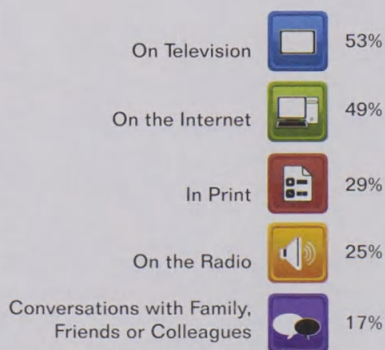 On Television 53%
On the Internet 49%
In Print 29%
On the Radio 25%
Conversations with Family,
Friends or Colleagues 17%